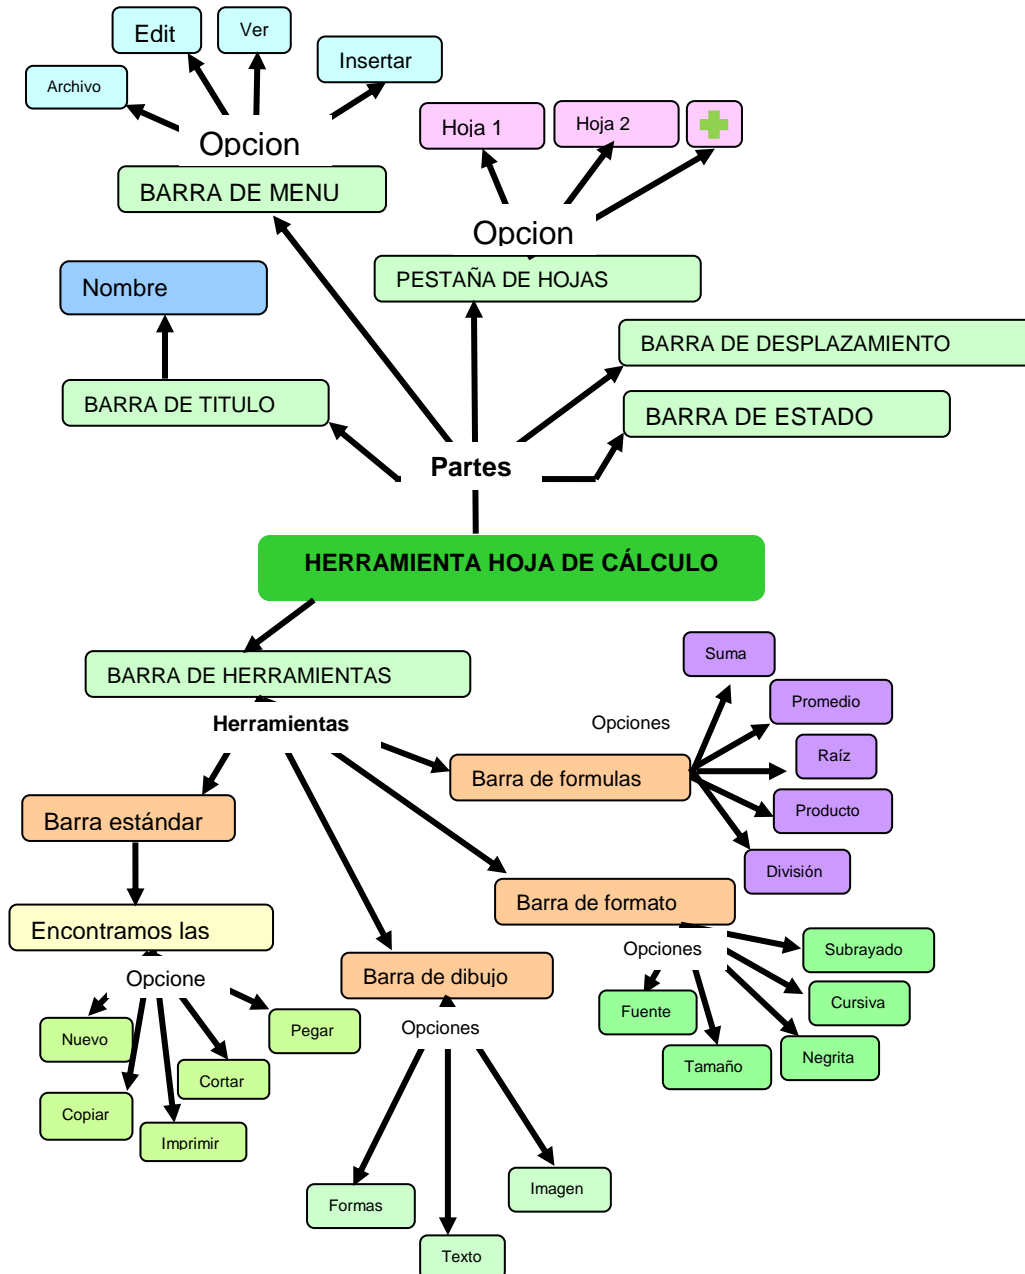 Edit
Ver
Insertar
Archivo
Opcion
BARRA DE MENU
Hoja 1
Hoja 2
Opcion
PESTAÑA DE HOJAS
Nombre
BARRA DE TITULO
BARRA DE DESPLAZAMIENTO
BARRA DE ESTADO
Partes
HERRAMIENTA HOJA DE CÁLCULO
BARRA DE HERRAMIENTAS
Herramientas
Opciones
Suma
Promedio
Raíz
Producto
División
Barra de formulas
Barra estándar
Encontramos las
Opcione
Nuevo
Copiar
Imprimir
Cortar
Pegar
Barra de dibujo
Opciones
Formas
Texto
Imagen
Barra de formato
Opciones
Fuente
Tamaño
Negrita
Cursiva
Subrayado